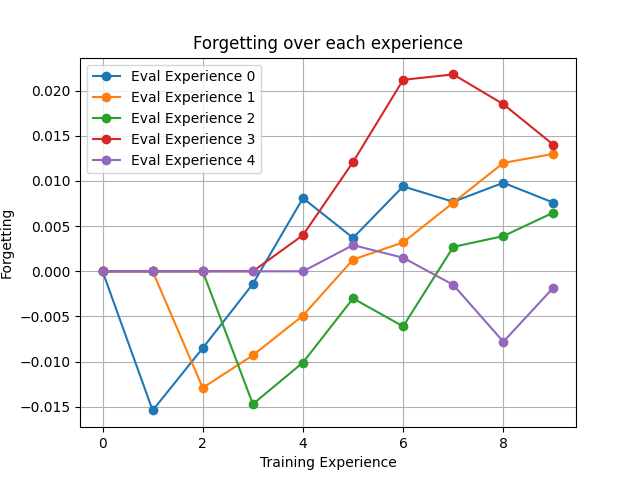 Forgetting over each experience
Eval Experience 0
Eval Experience 1
Eval Experience 2
Eval Experience 3
Eval Experience 4
Forgetting
0.020
0.015
0.010
0.005
0.000
−0.005
−0.010
−0.015
0 2 4 6 8
Training Experience